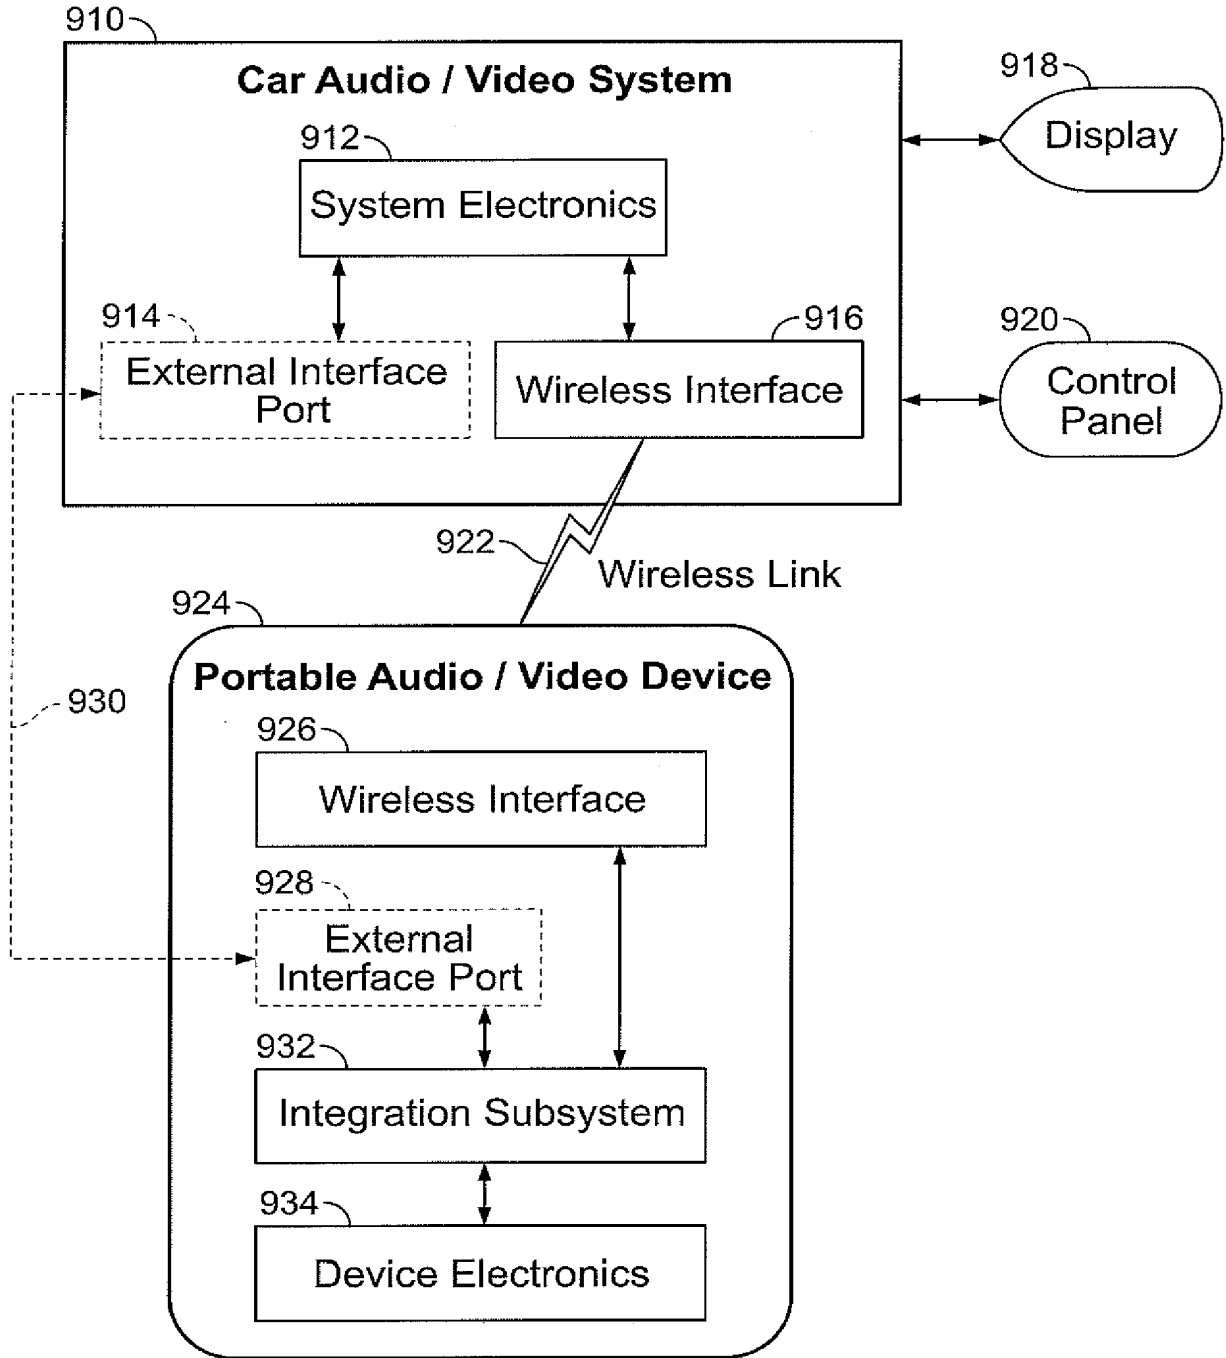 910
Car Audio / Video System
918
Display
912
System Electronics
914
External Interface
Port
916
Wireless Interface
920
Control
Panel
922
Wireless Link
924
Portable Audio / Video Device
930
926
Wireless Interface
928
External
Interface Port
932
Integration Subsystem
934
Device Electronics